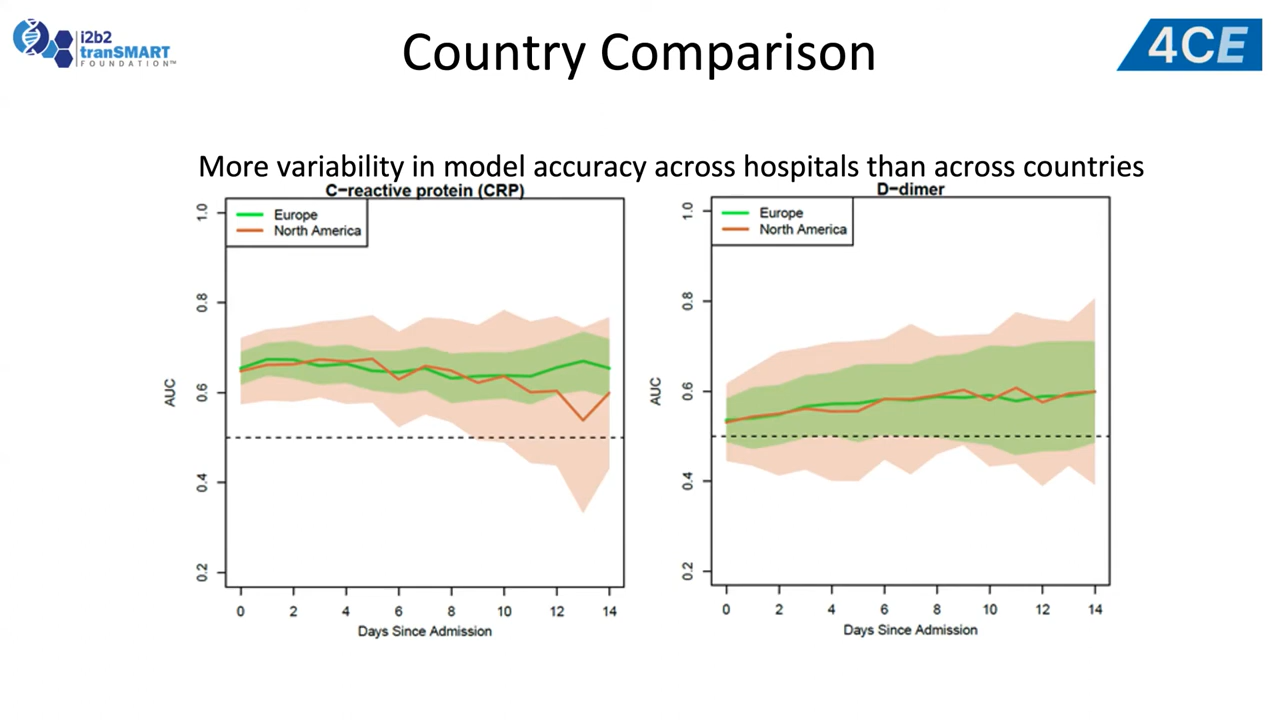 i2b2
tranSMART
FOUNDATION™
Country Comparison
4CE
More variability in model accuracy across hospitals than across countries
C−reactive protein (CRP)
Europe
North America
1.0
0.8
0.6
0.4
0.2
AUC
0 2 4 6 8 10 12 14
Days Since Admission
D−dimer
Europe
North America
1.0
0.8
0.6
0.4
0.2
AUC
0 2 4 6 8 10 12 14
Days Since Admission